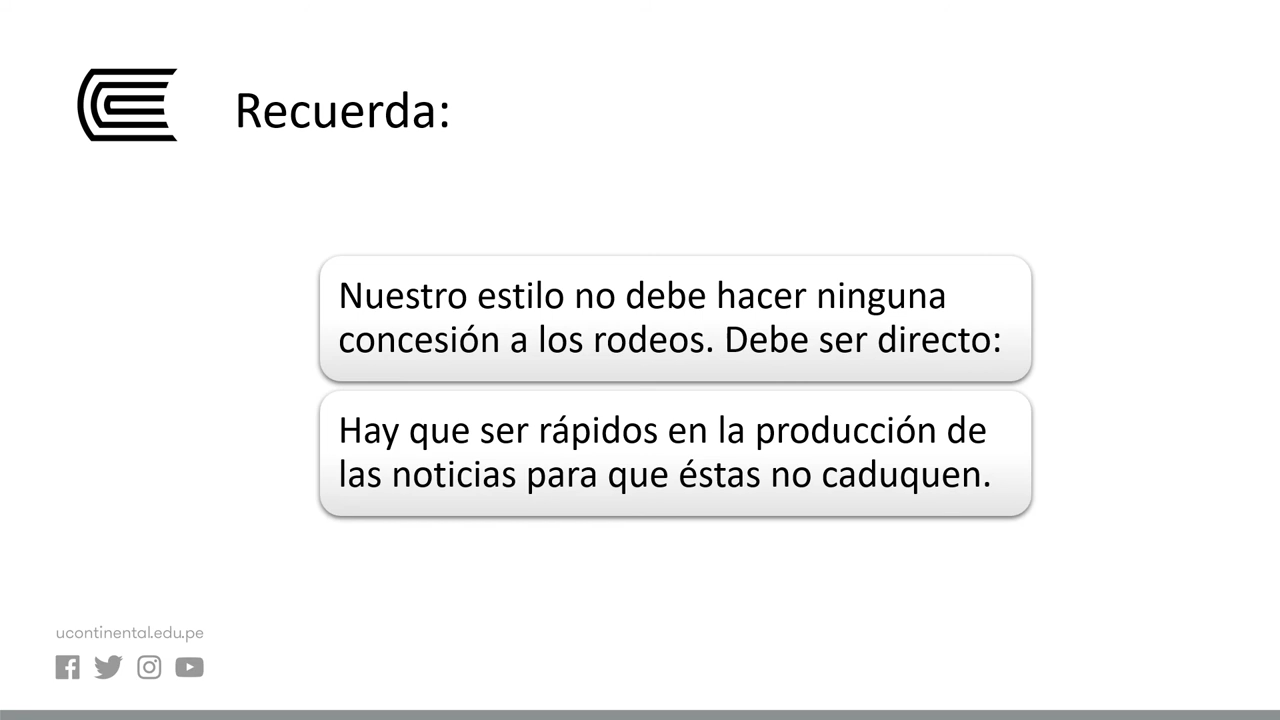 Recuerda:
Nuestro estilo no debe hacer ninguna
concesión a los rodeos. Debe ser directo:
Hay que ser rápidos en la producción de
las noticias para que éstas no caduquen.
ucontinental.edu.pe